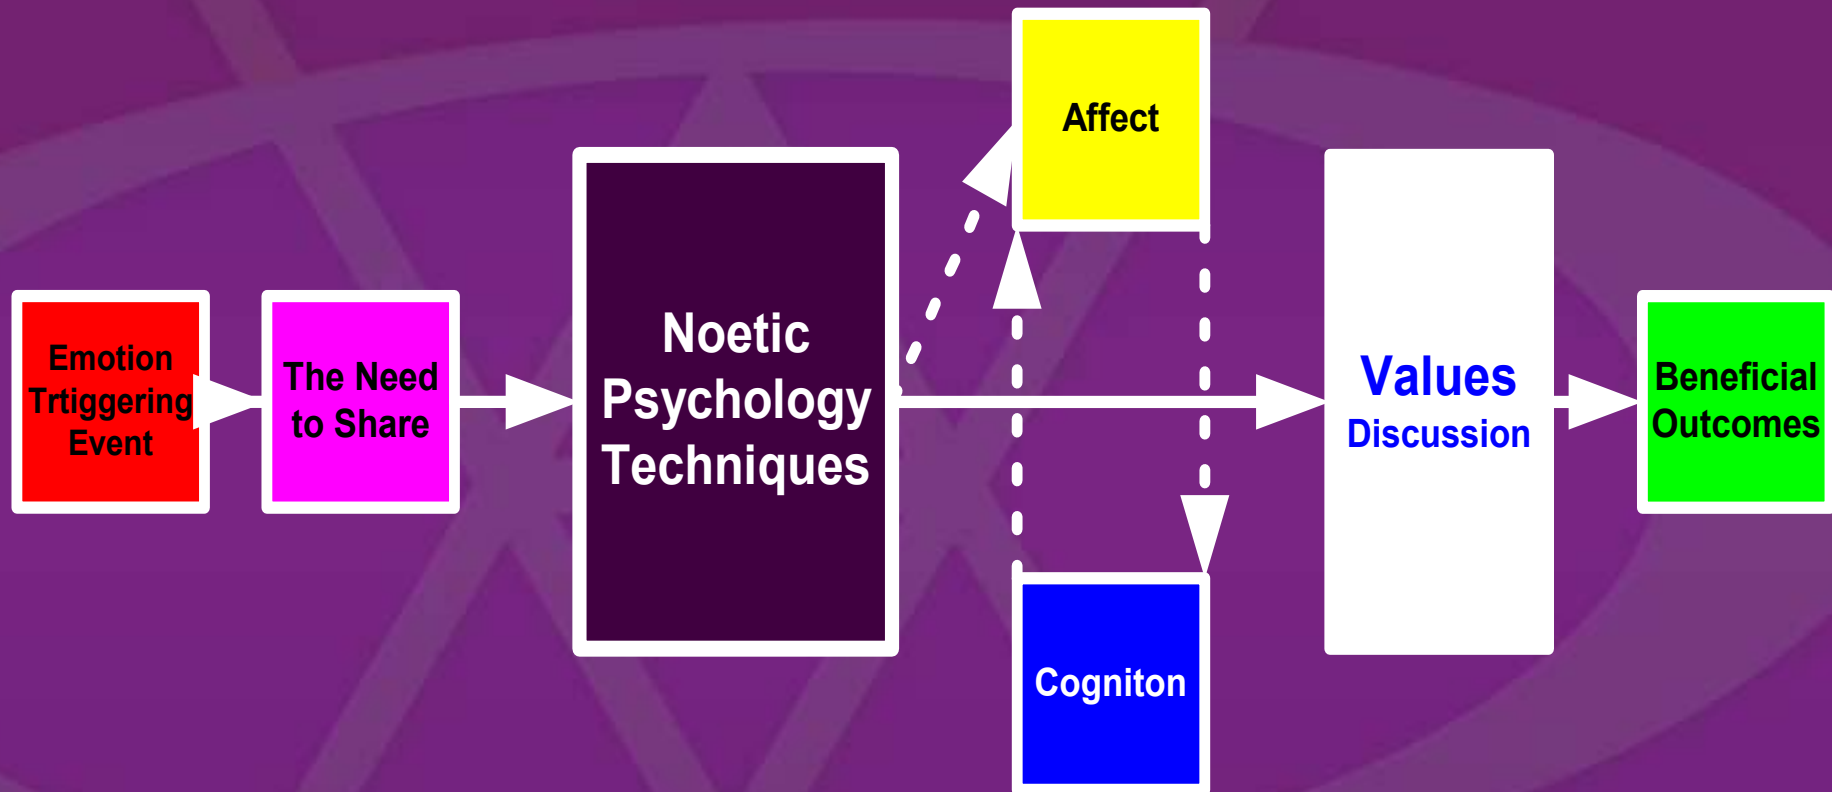 Emotion
Trtiggering
Event
The Need
to Share
Noetic
Psychology
Techniques
Affect
Cogniton
Values
Discussion
Beneficial
Outcomes